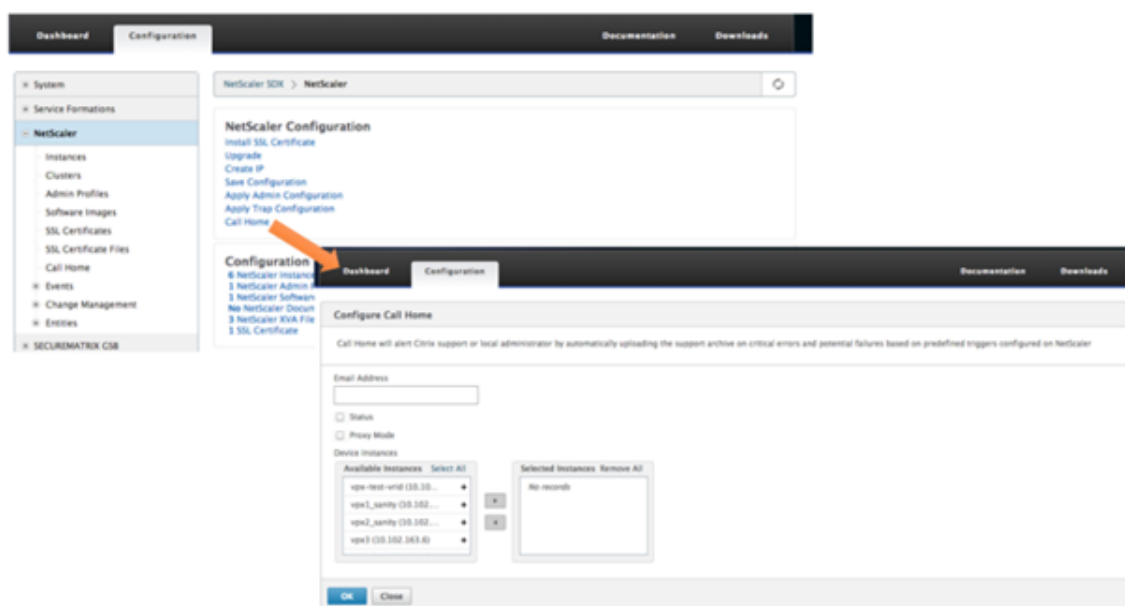 Dashboard Configuration Documentation Downloads
System
Service Formations
NetScaler
Instances
Clusters
Admin Profiles
Software Images
SSL Certificates
SSL Certificate Files
Call Home
Events
Change Management
Entities
SECUREMATRIX GSB
NetScaler SDX > NetScaler
NetScaler Configuration
Install SSL Certificate
Upgrade
Create IP
Save Configuration
Apply Admin Configuration
Apply Trap Configuration
Call Home
Configuration
6 NetScaler Instance
1 NetScaler Admin
1 NetScaler Softwar
No NetScaler Docum
3 NetScaler XVA File
1 SSL Certificate
Dashboard Configuration Documentation Downloads
Configure Call Home
Call Home will alert Citrix support or local administrator by automatically uploading the support archive on critical errors and potential failures based on predefined triggers configured on NetScaler
Email Address
Status
Proxy Mode
Device Instances
Available Instances Select All
vpx-test-vrid (10.10...
vpx1_sanity (10.102....
vpx2_sanity (10.102....
vpx3 (10.102.163.6)
Selected Instances Remove All
No records
OK Close